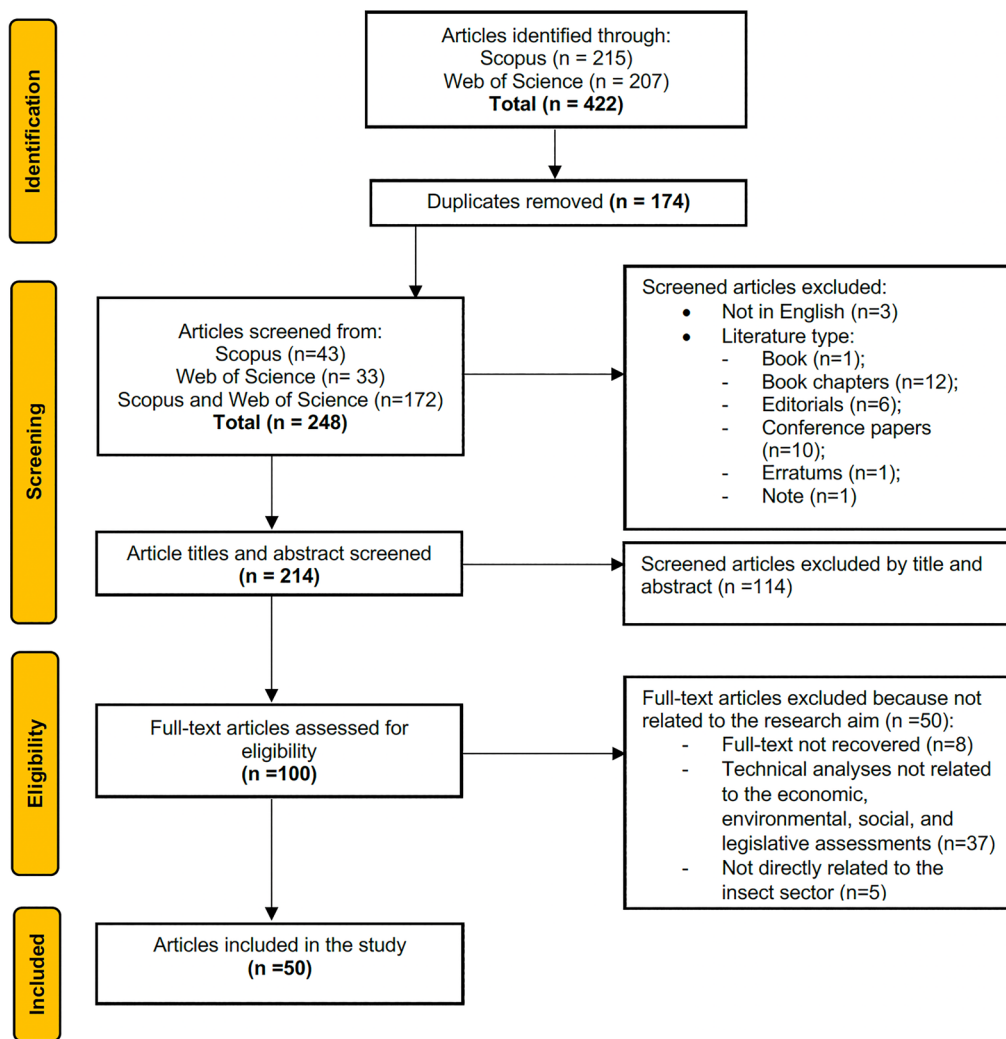 Identification
Articles identified through:
Scopus (n = 215)
Web of Science (n = 207)
Total (n = 422)
Duplicates removed (n = 174)
Screening
Articles screened from:
Scopus (n=43)
Web of Science (n= 33)
Scopus and Web of Science (n=172)
Total (n = 248)
Screened articles excluded:
• Not in English (n=3)
• Literature type:
- Book (n=1);
- Book chapters (n=12);
- Editorials (n=6);
- Conference papers
(n=10);
- Erratums (n=1);
- Note (n=1)
Article titles and abstract screened
(n = 214)
Screened articles excluded by title and
abstract (n =114)
Eligibility
Full-text articles assessed for
eligibility
(n =100)
Full-text articles excluded because not
related to the research aim (n =50):
- Full-text not recovered (n=8)
- Technical analyses not related
to the economic,
environmental, social, and
legislative assessments (n=37)
- Not directly related to the
insect sector (n=5)
Included
Articles included in the study
(n =50)